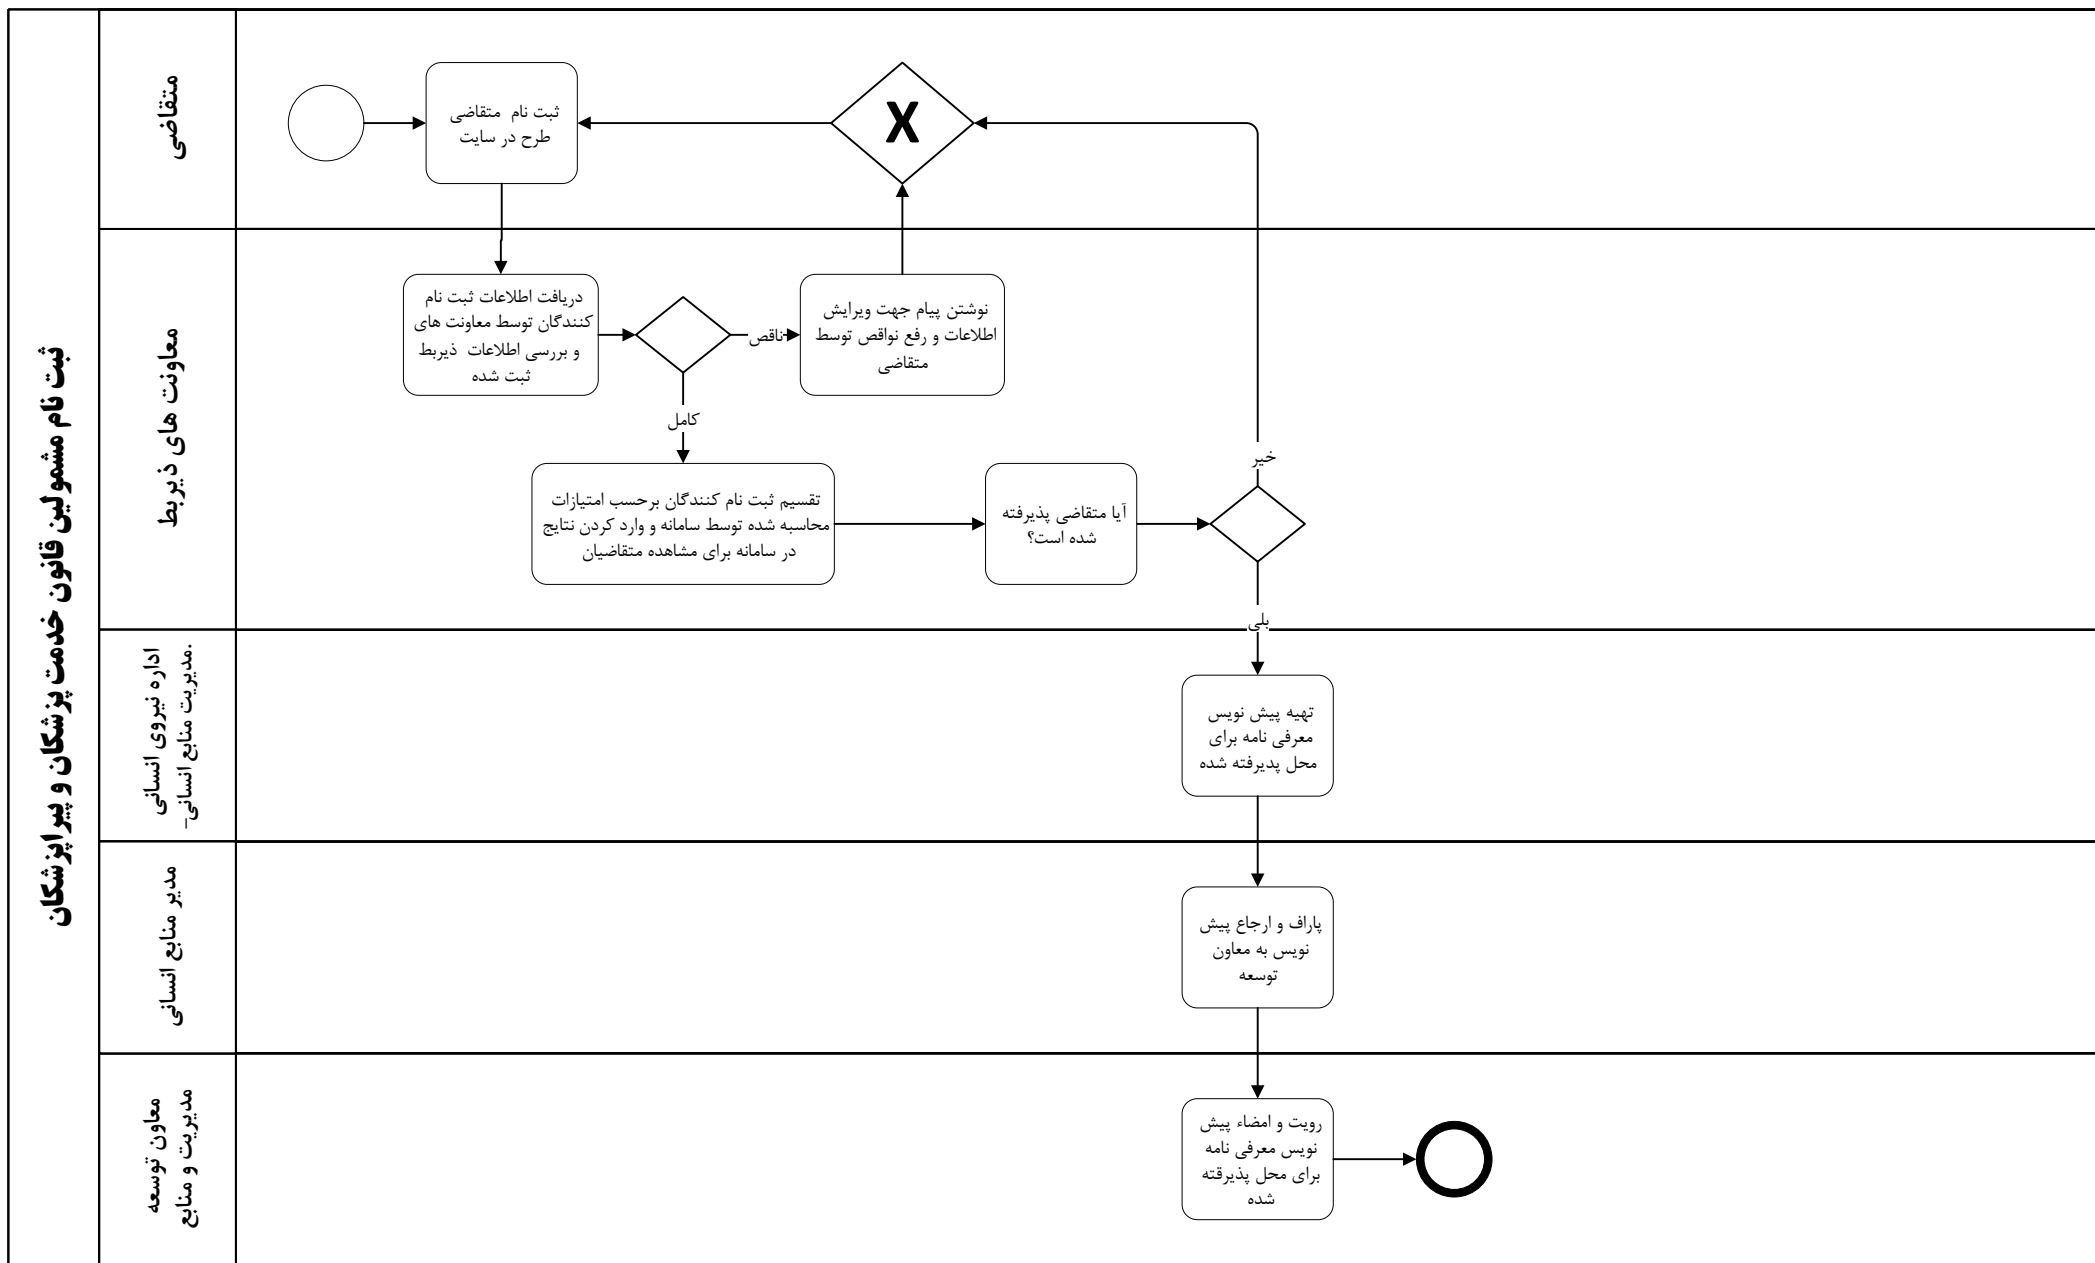 ثبت نام مشمولین قانون خدمت پزشکان و پیراپزشکان
متقاضی
ثبت نام متقاضی
طرح در سایت
X
معاونت های ذیربط
دریافت اطلاعات ثبت نام
کنندگان توسط معاونت های
و بررسی اطلاعات ذیربط
ثبت شده
ناقص
نوشتن پیام جهت ویرایش
اطلاعات و رفع نواقص توسط
متقاضی
کامل
تقسیم ثبت نام کنندگان برحسب امتیازات
محاسبه شده توسط سامانه و وارد کردن نتایج
در سامانه برای مشاهده متقاضیان
آیا متقاضی پذیرفته
شده است؟
خیر
بلی
اداره نیروی انسانی
.مدیریت منابع انسانی-
تهیه پیش نویس
معرفی نامه برای
محل پدیرفته شده
مدیر منابع انسانی
پاراف و ارجاع پیش
نویس به معاون
توسعه
معاون توسعه
مدیریت و منابع
رویت و امضاء پیش
نویس معرفی نامه
برای محل پذیرقته
شده